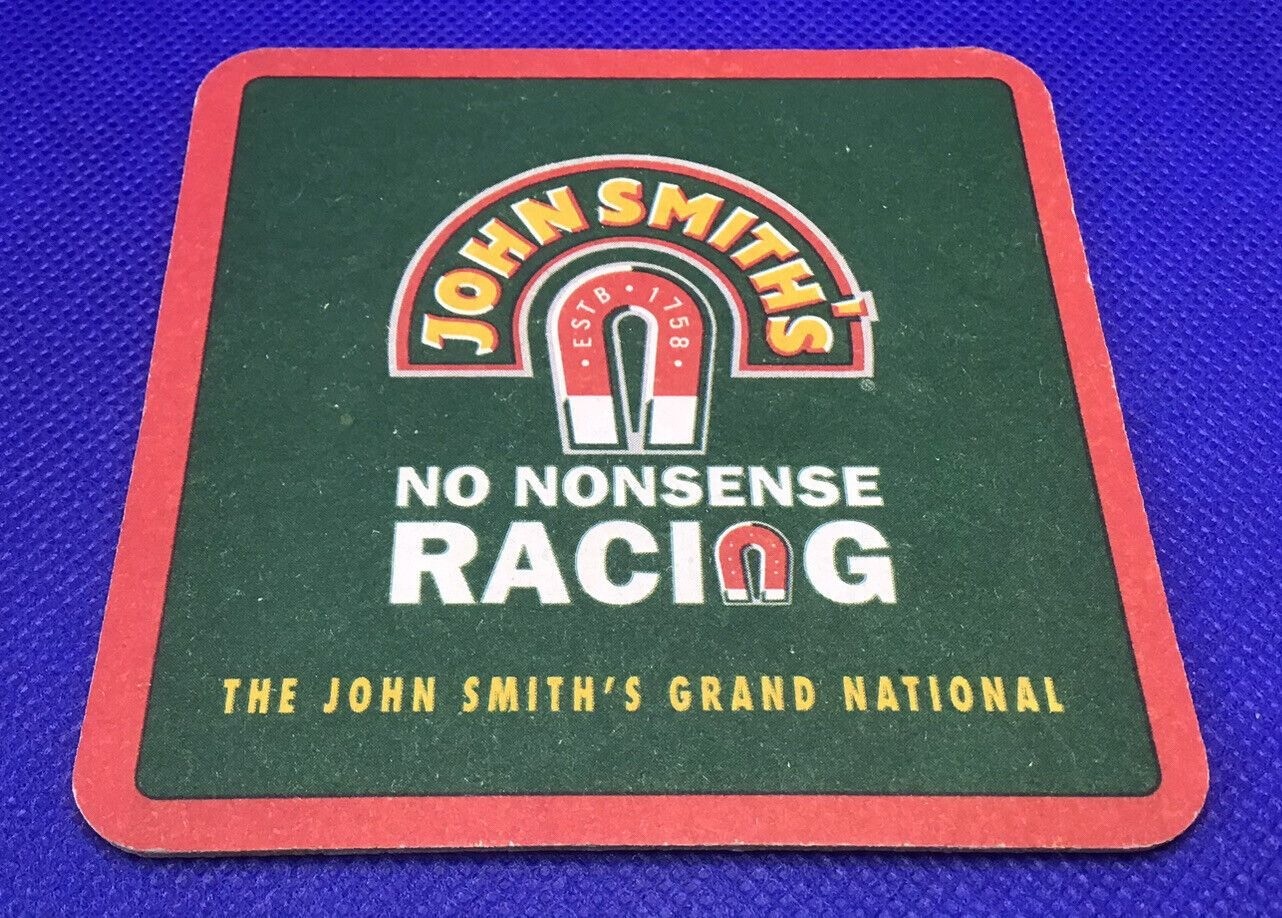 JOHN SMITH'S
®
· ESTB · 1758 ·
NO NONSENSE
RACING
THE JOHN SMITH'S GRAND NATIONAL